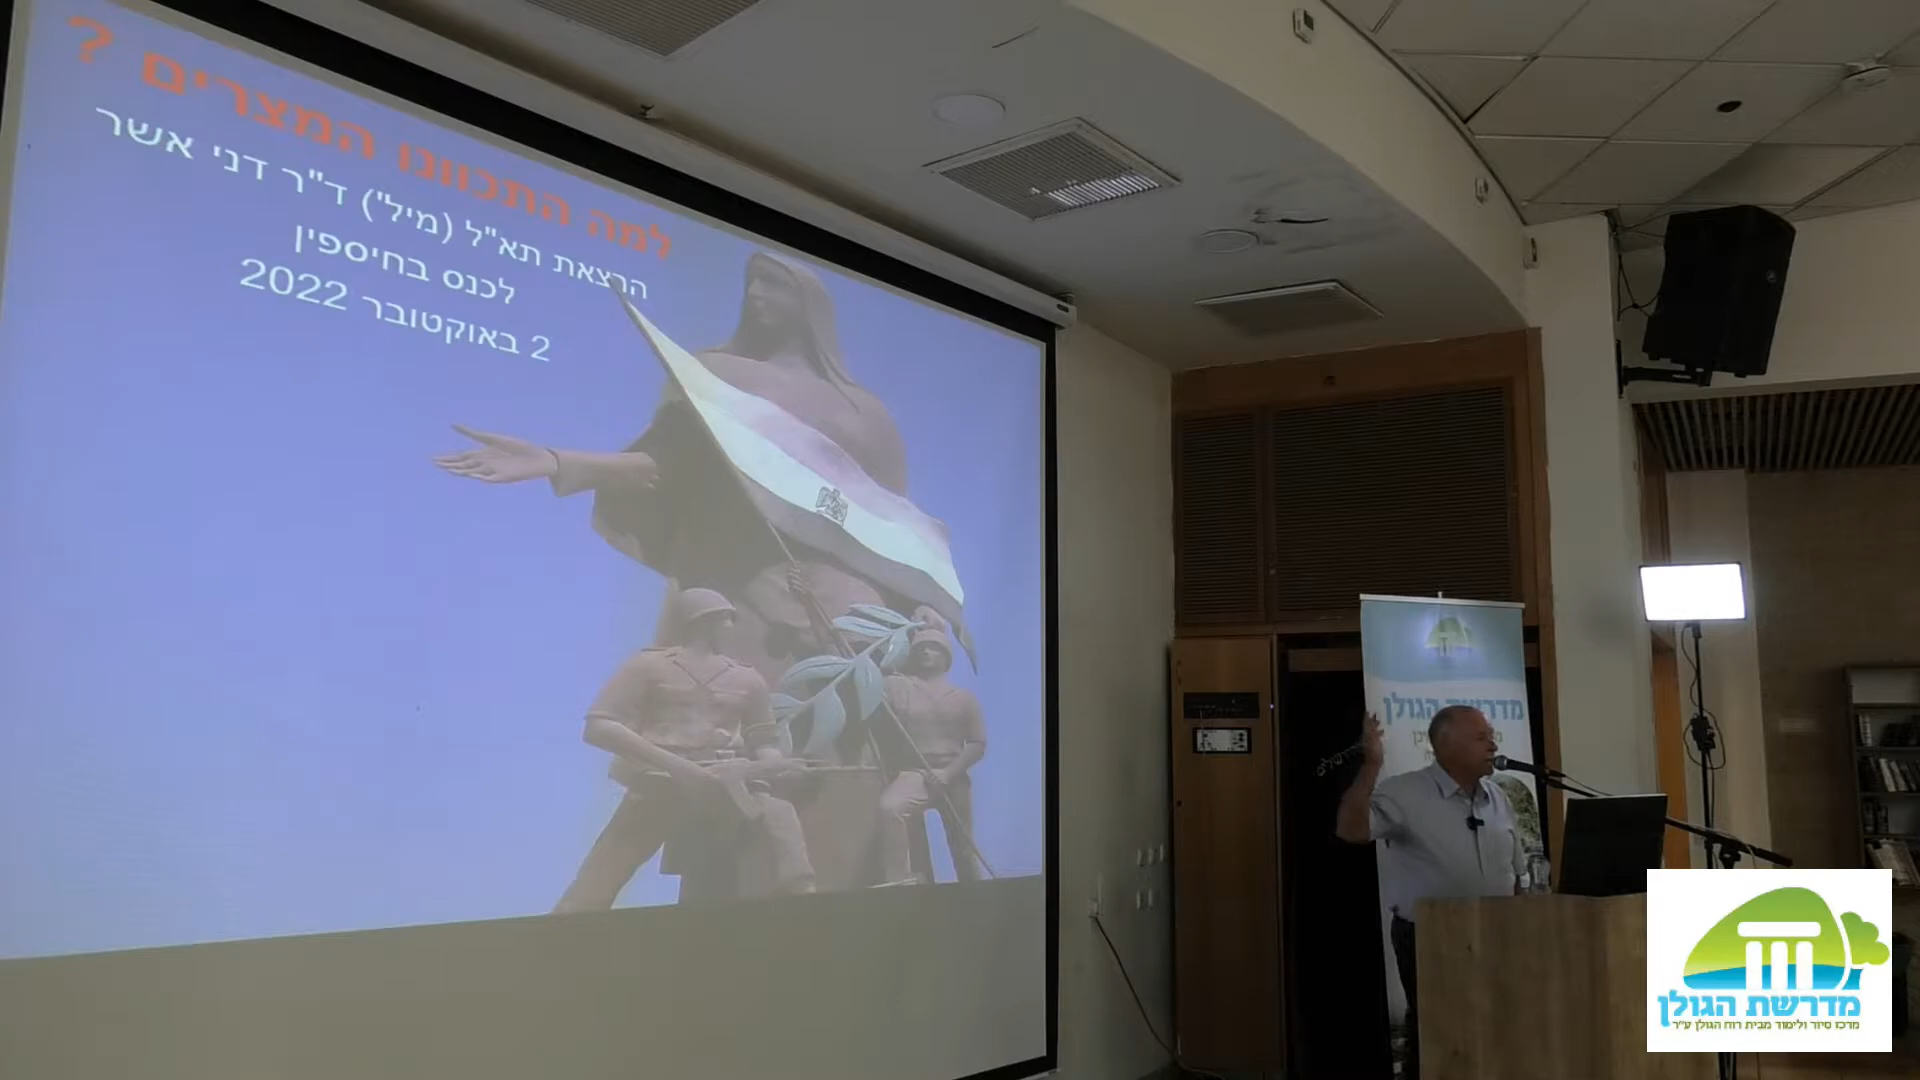 למה התכוונו המצרים ?
הרצאת תא"ל (מיל') ד"ר דני אשר
לכנס בחיספין
2 באוקטובר 2022
מדרשת הגולן
מדרשת הגולן
מרכז סיור ולימוד מבית רוח הגולן ע"ר